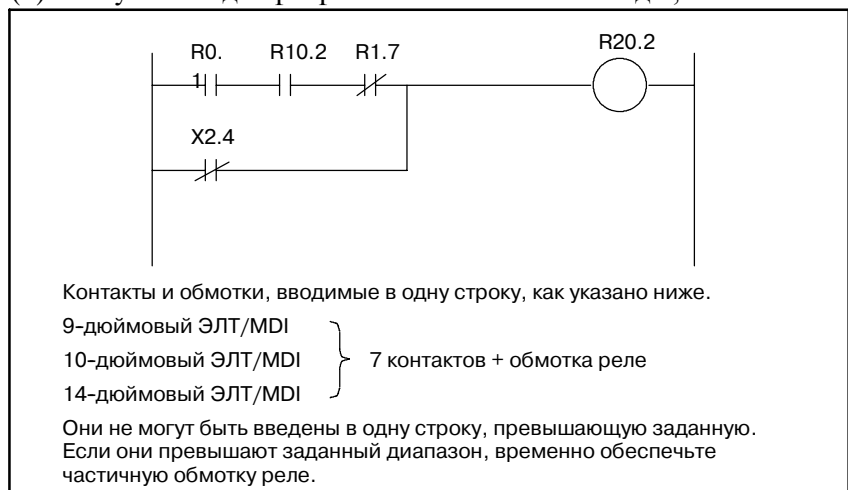 R0.
1
R10.2
R1.7
R20.2
X2.4
Контакты и обмотки, вводимые в одну строку, как указано ниже.
9-дюймовый ЭЛТ/MDI
10-дюймовый ЭЛТ/MDI
7 контактов + обмотка реле
14-дюймовый ЭЛТ/MDI
Они не могут быть введены в одну строку, превышающую заданную.
Если они превышают заданный диапазон, временно обеспечьте
частичную обмотку реле.